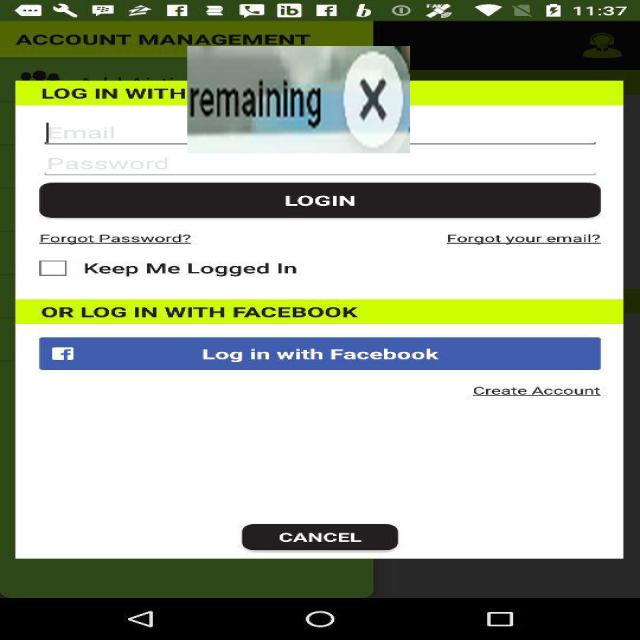 11:37
ACCOUNT MANAGEMENT
LOG IN WITH
remaining X
Email
Password
LOGIN
Forgot Password?
Forgot your email?
Keep Me Logged In
OR LOG IN WITH FACEBOOK
Log in with Facebook
Create Account
CANCEL